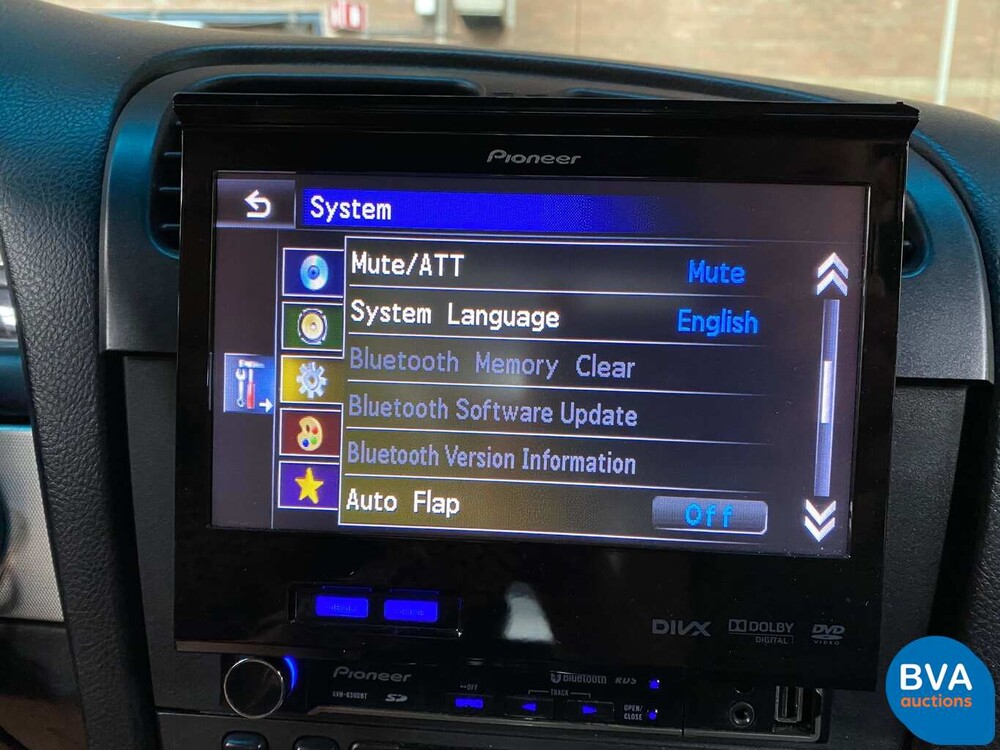 Pioneer
System
Mute/ATT Mute
System Language English
Bluetooth Memory Clear
Bluetooth Software Update
Bluetooth Version Information
Auto Flap Off
DIVX DOLBY DIGITAL DVD VIDEO
Pioneer
SD
Bluetooth RDS
OFF
TRACK
OPEN/
CLOSE
BVA
auctions